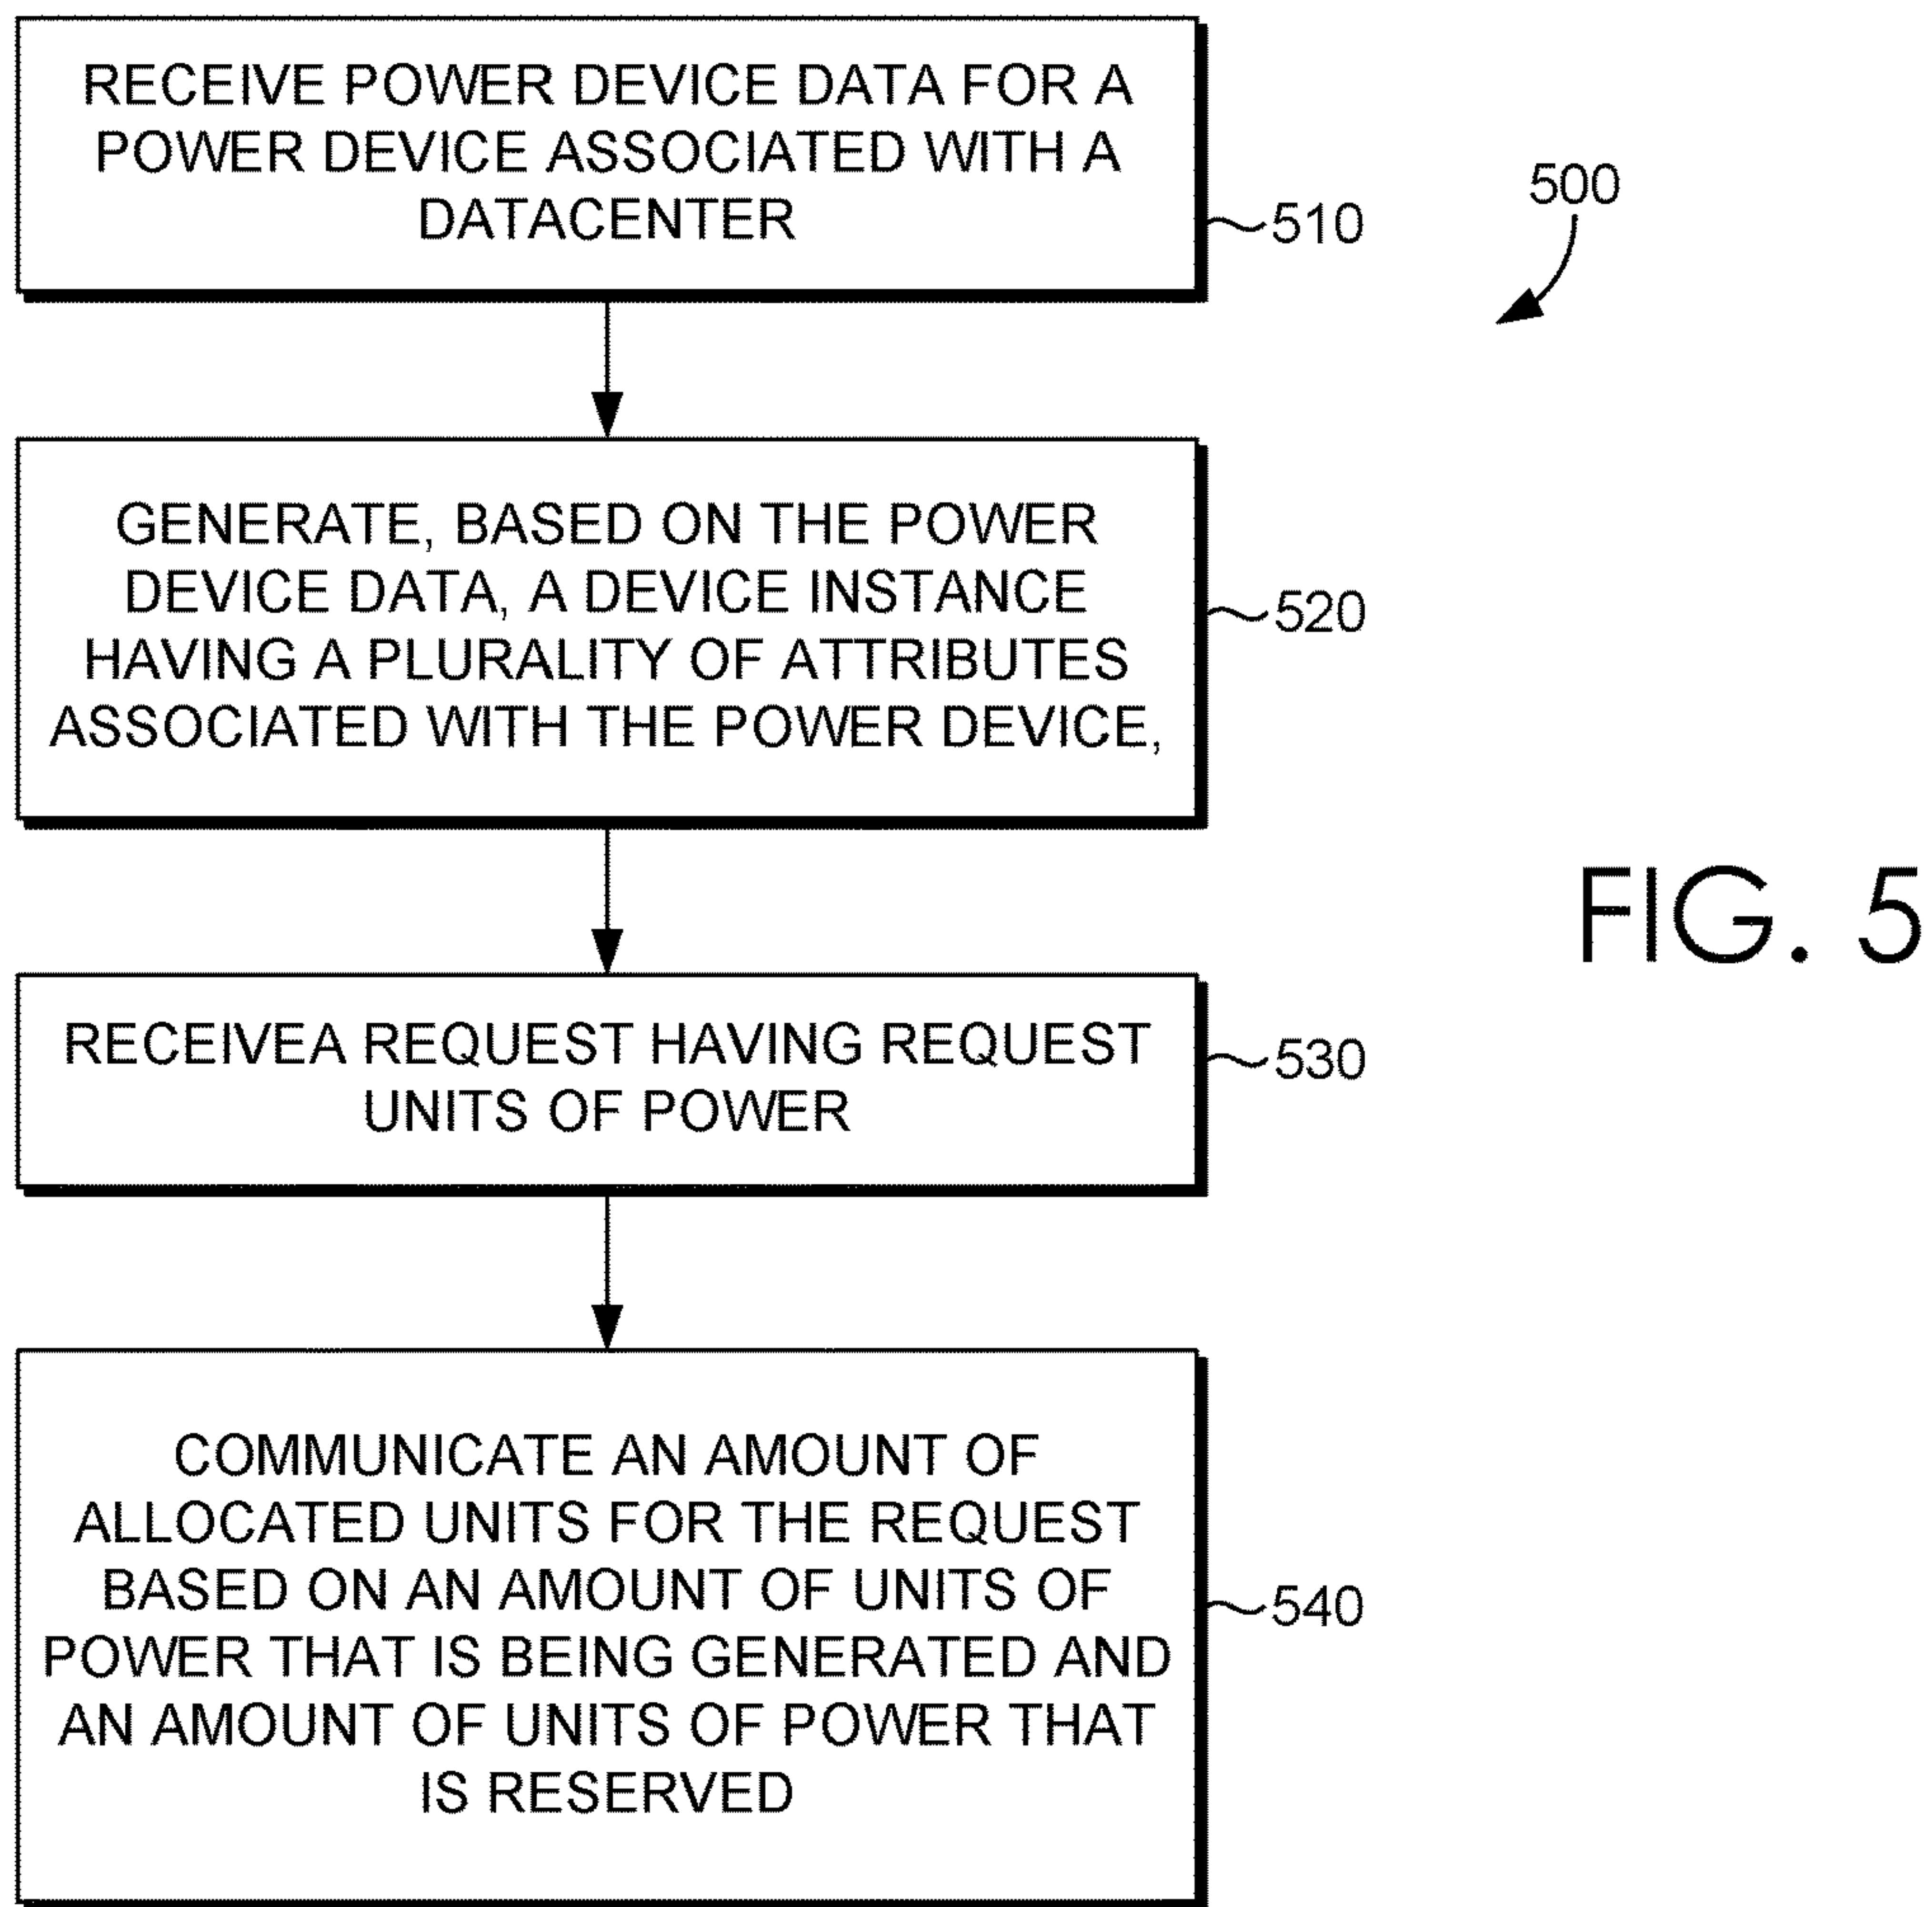 RECEIVE POWER DEVICE DATA FOR A
POWER DEVICE ASSOCIATED WITH A
DATACENTER
510
500
GENERATE, BASED ON THE POWER
DEVICE DATA, A DEVICE INSTANCE
HAVING A PLURALITY OF ATTRIBUTES
ASSOCIATED WITH THE POWER DEVICE,
520
FIG. 5
RECEIVEA REQUEST HAVING REQUEST
UNITS OF POWER
530
COMMUNICATE AN AMOUNT OF
ALLOCATED UNITS FOR THE REQUEST
BASED ON AN AMOUNT OF UNITS OF
POWER THAT IS BEING GENERATED AND
AN AMOUNT OF UNITS OF POWER THAT
IS RESERVED
540